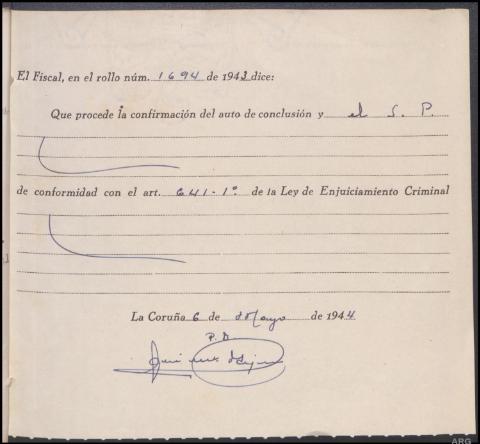 El Fiscal, en el rollo núm. 1694 de 1943 dice:
Que procede la confirmación del auto de conclusión y el S. P.
de conformidad con el art. 641-1º de la Ley de Enjuiciamiento Criminal
La Coruña 6 de Mayo de 1944
P. D.
ARG